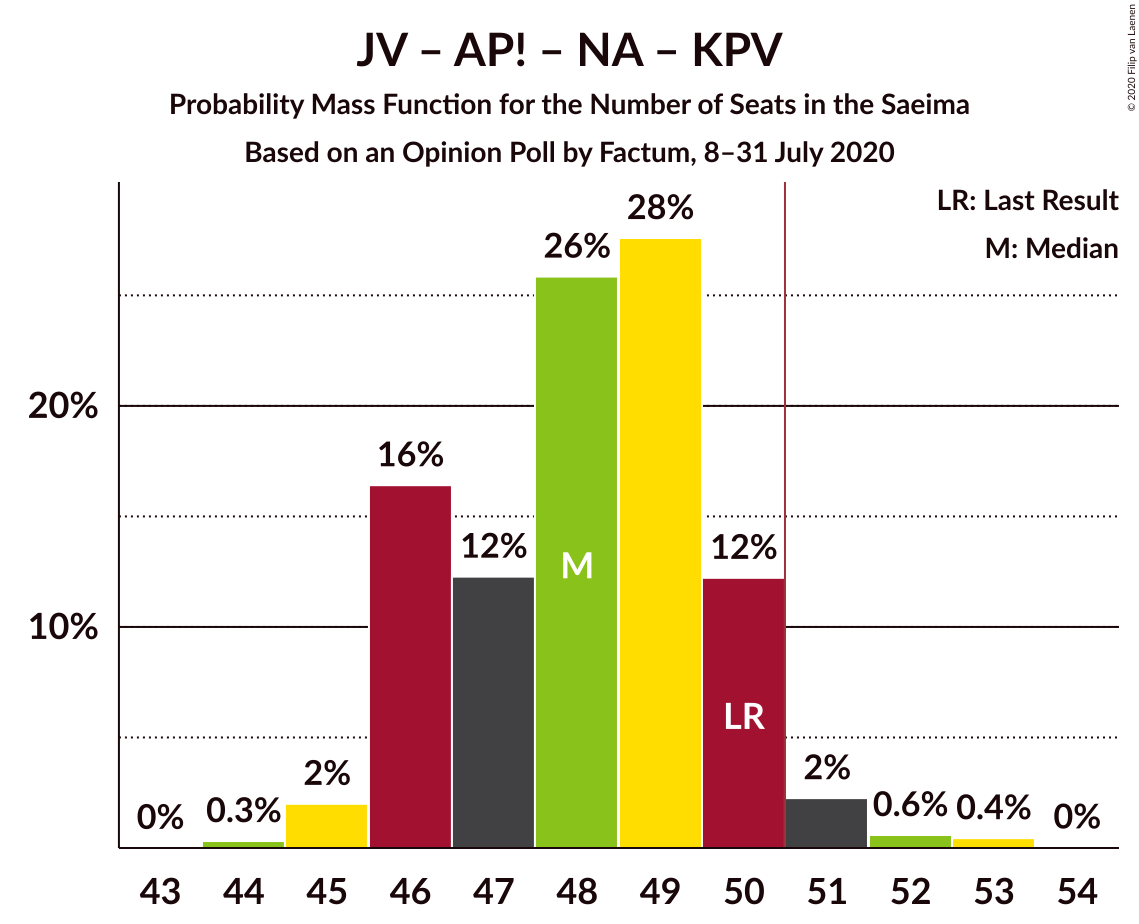 JV – AP! – NA – KPV
Probability Mass Function for the Number of Seats in the Saeima
Based on an Opinion Poll by Factum, 8–31 July 2020
© 2020 Filip van Laenen
LR: Last Result
M: Median
20%
10%
0%
0.3%
2%
16%
12%
26%
28%
12%
2%
0.6%
0.4%
0%
M
LR
43 44 45 46 47 48 49 50 51 52 53 54